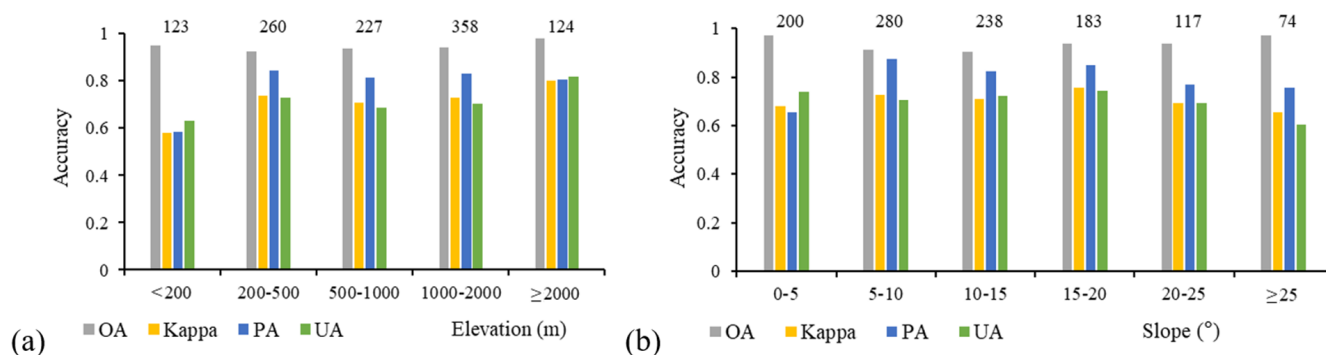 123 260 227 358 124
1
0.8
0.6
0.4
0.2
0
Accuracy
<200 200-500 500-1000 1000-2000 ≥2000
(a) OA Kappa PA UA Elevation (m)
200 280 238 183 117 74
1
0.8
0.6
0.4
0.2
0
Accuracy
0-5 5-10 10-15 15-20 20-25 ≥25
(b) OA Kappa PA UA Slope (°)